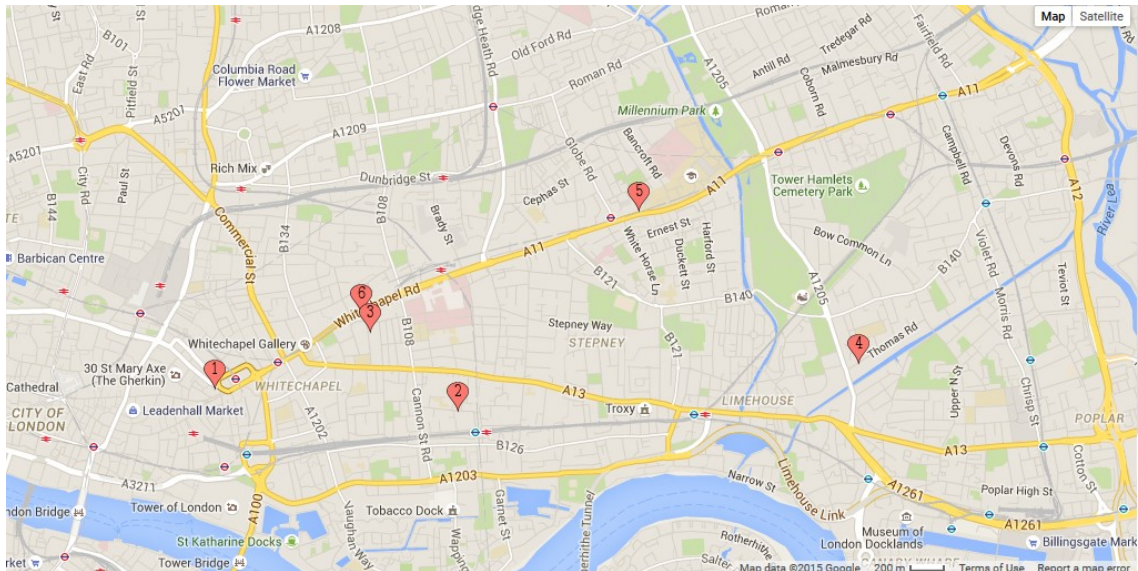 Map
Satellite
Roman Rd
A1208
B101
East Rd
Pitfield St
Columbia Road
Flower Market
Old Ford Rd
Roman Rd
A1205
Antill Rd
Tredegar Rd
Malmesbury Rd
Fairfield Rd
Coborn Rd
A11
A5201
A1209
Millennium Park
Globe Rd
Bancroft Rd
Campbell Rd
Devons Rd
A5201
City Rd
Paul St
B144
Rich Mix
Dunbridge St
Cephas St
B108
Brady St
5
A11
Tower Hamlets
Cemetery Park
A12
River Lea
Commercial St
B134
Barbican Centre
A11
Ernest St
White Horse Ln
Duckett St
Harford St
Bow Common Ln
B140
Violet Rd
Morris Rd
Teviot St
B121
B140
A1205
6
3
Whitechapel Rd
Whitechapel Gallery
B108
Stepney Way
STEPNEY
B121
4
Thomas Rd
1
30 St Mary Axe
(The Gherkin)
WHITECHAPEL
2
A13
Cathedral
Leadenhall Market
CITY OF
LONDON
A1202
Cannon St Rd
Troxy
LIMEHOUSE
Upper N St
Chrisp St
POPLAR
B126
A13
A3211
A1203
Narrow St
Limehouse Link
A1261
Poplar High St
Cotton St
Tower of London
A100
Tobacco Dock
Garnet St
Vaughan Way
Wapping
St Katharine Docks
Tower Bridge
Rotherhithe
Salter
Museum of
London Docklands
A1261
Billingsgate Mark
Map data ©2015 Google
200 m
Terms of Use
Report a map error